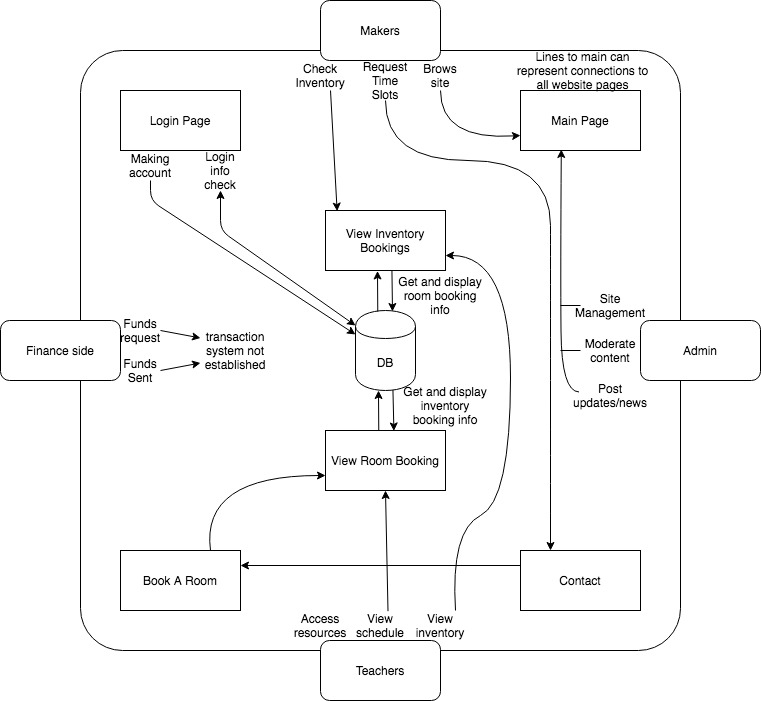 Makers
Check
Inventory
Request
Time
Slots
Brows
site
Lines to main can
represent connections to
all website pages
Login Page
Main Page
Making
account
Login
info
check
View Inventory
Bookings
Get and display
room booking
info
Site
Management
Funds
request
Finance side
Funds
Sent
transaction
system not
established
DB
Moderate
content
Admin
Post
updates/news
Get and display
inventory
booking info
View Room Booking
Book A Room
Contact
Access
resources
View
schedule
View
inventory
Teachers